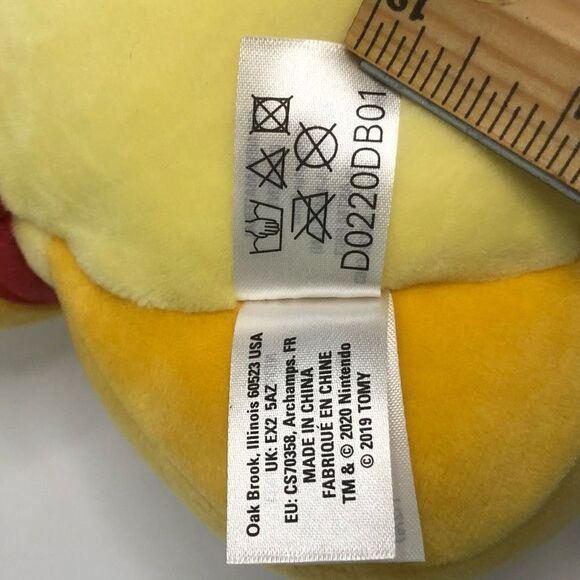 D0220DB01
Oak Brook, Illinois 60523 USA
UK: EX2 5AZ
EU: CS70358, Archamps. FR
MADE IN CHINA
FABRIQUÉ EN CHINE
TM & © 2020 Nintendo
© 2019 TOMY